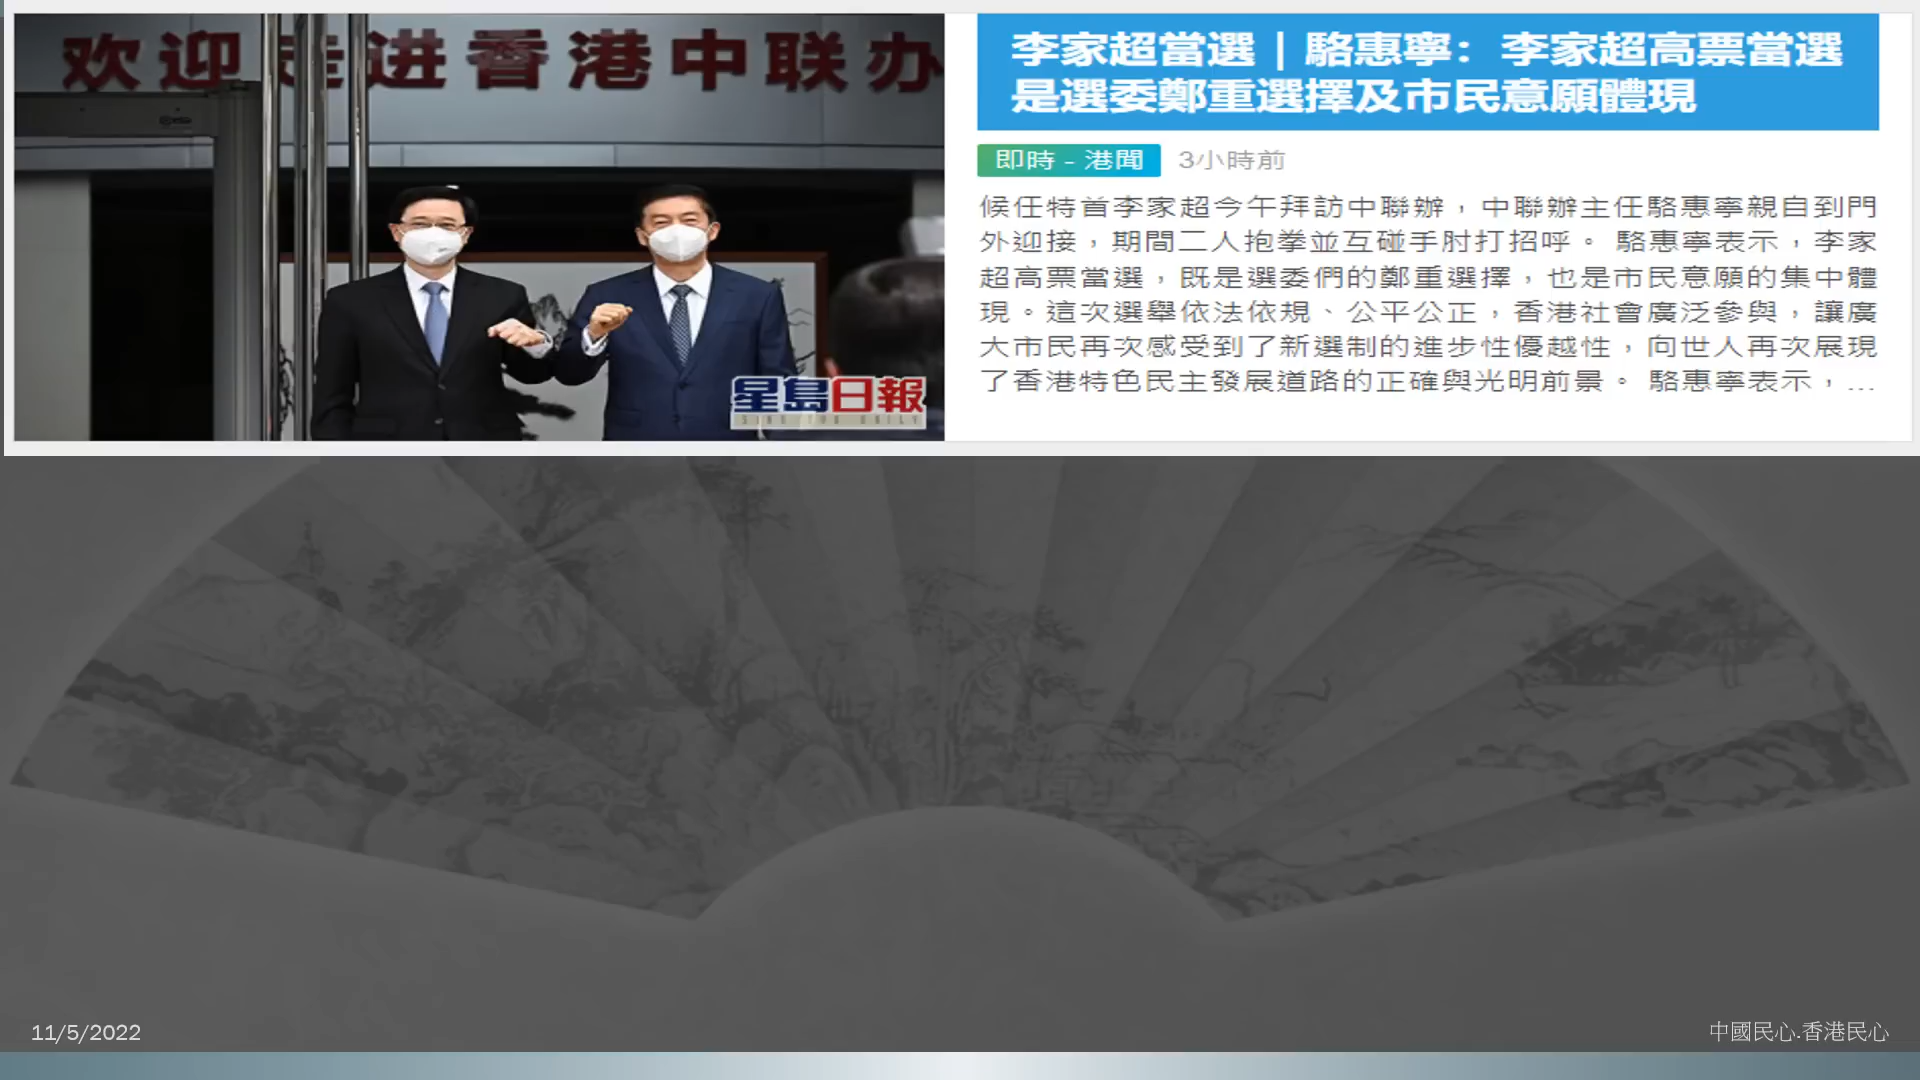 欢迎走进香港中联办
星島日報
SING TAO DAILY
李家超當選｜駱惠寧：李家超高票當選
是選委鄭重選擇及市民意願體現
即時 - 港聞 3小時前
候任特首李家超今午拜訪中聯辦，中聯辦主任駱惠寧親自到門
外迎接，期間二人抱拳並互碰手肘打招呼。 駱惠寧表示，李家
超高票當選，既是選委們的鄭重選擇，也是市民意願的集中體
現。這次選舉依法依規、公平公正，香港社會廣泛參與，讓廣
大市民再次感受到了新選制的進步性優越性，向世人再次展現
了香港特色民主發展道路的正確與光明前景。 駱惠寧表示，...
11/5/2022
中國民心.香港民心